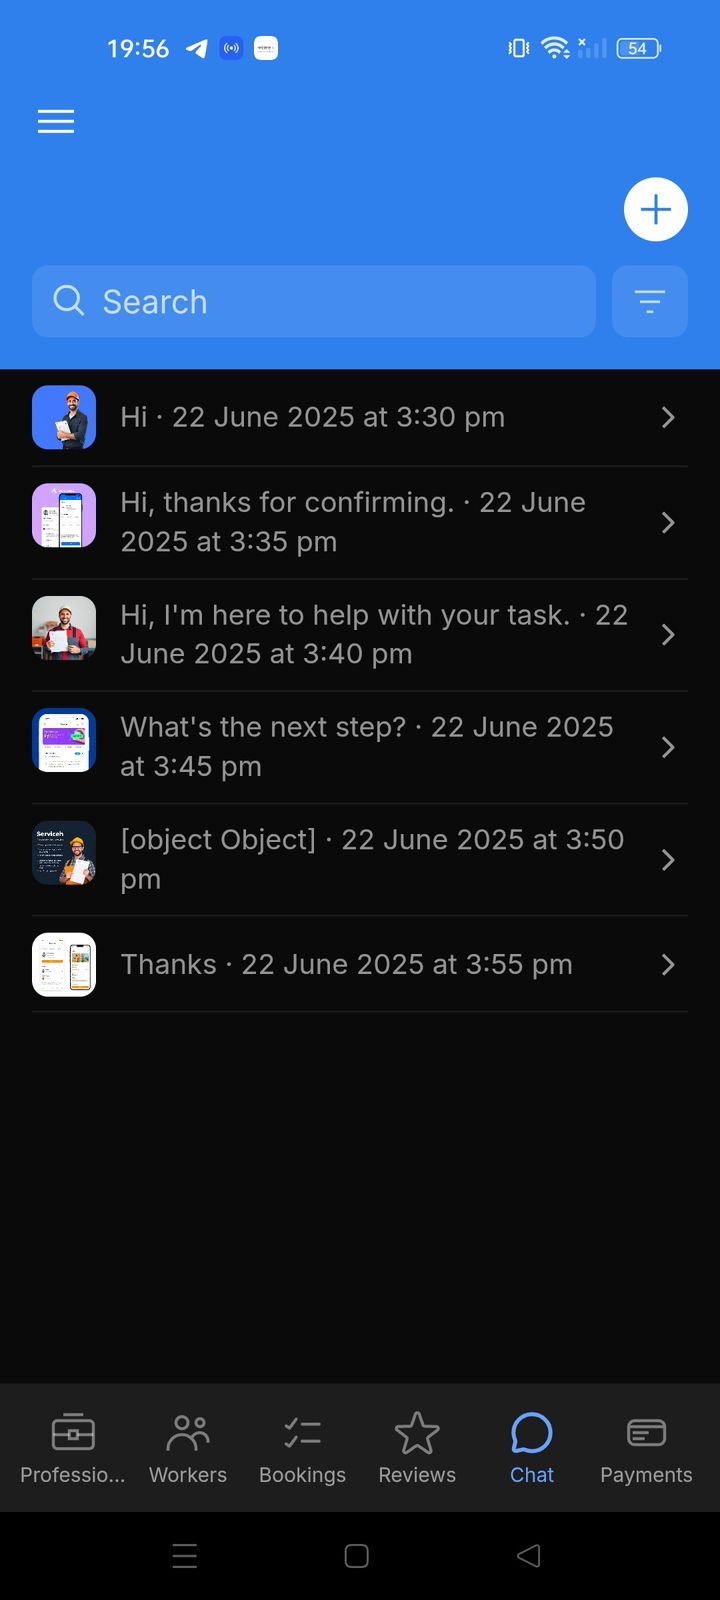 19:56
54
Search
Hi · 22 June 2025 at 3:30 pm
Hi, thanks for confirming. · 22 June
2025 at 3:35 pm
Hi, I'm here to help with your task. · 22
June 2025 at 3:40 pm
What's the next step? · 22 June 2025
at 3:45 pm
Serviceh
[object Object] · 22 June 2025 at 3:50
pm
Thanks · 22 June 2025 at 3:55 pm
Professio...
Workers
Bookings
Reviews
Chat
Payments